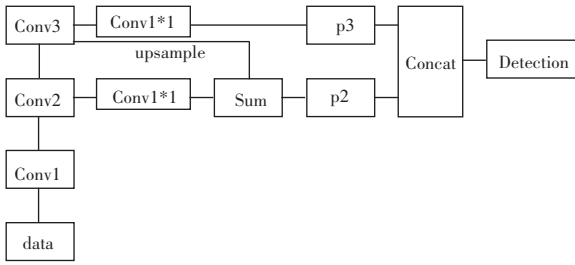 Conv3
Conv1*1
p3
upsample
Concat
Detection
Conv2
Conv1*1
Sum
p2
Conv1
data